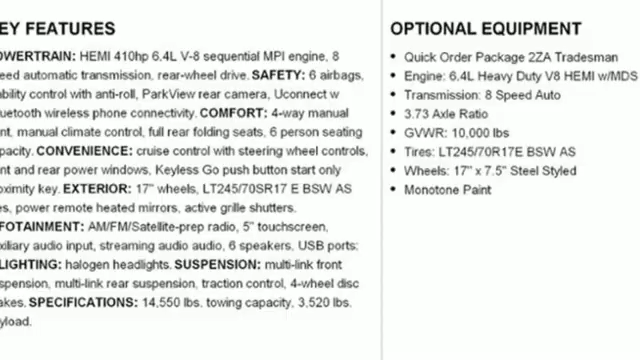 EY FEATURES
OWERTRAIN: HEMI 410hp 6.4L V-8 sequential MPI engine, 8
eed automatic transmission, rear-wheel drive. SAFETY: 6 airbags,
ability control with anti-roll, ParkView rear camera, Uconnect w
uetooth wireless phone connectivity. COMFORT: 4-way manual
nt, manual climate control, full rear folding seats, 6 person seating
pacity. CONVENIENCE: cruise control with steering wheel controls,
nt and rear power windows, Keyless Go push button start only
oximity key. EXTERIOR: 17" wheels, LT245/70SR17 E BSW AS
es, power remote heated mirrors, active grille shutters.
FOTAINMENT: AM/FM/Satellite-prep radio, 5" touchscreen,
xiliary audio input, streaming audio audio, 6 speakers, USB ports:
LIGHTING: halogen headlights. SUSPENSION: multi-link front
spension, multi-link rear suspension, traction control, 4-wheel disc
akes. SPECIFICATIONS: 14,550 lbs. towing capacity, 3,520 lbs.
yload.
OPTIONAL EQUIPMENT
• Quick Order Package 2ZA Tradesman
• Engine: 6.4L Heavy Duty V8 HEMI w/MDS
• Transmission: 8 Speed Auto
• 3.73 Axle Ratio
• GVWR: 10,000 lbs
• Tires: LT245/70R17E BSW AS
• Wheels: 17" x 7.5" Steel Styled
• Monotone Paint